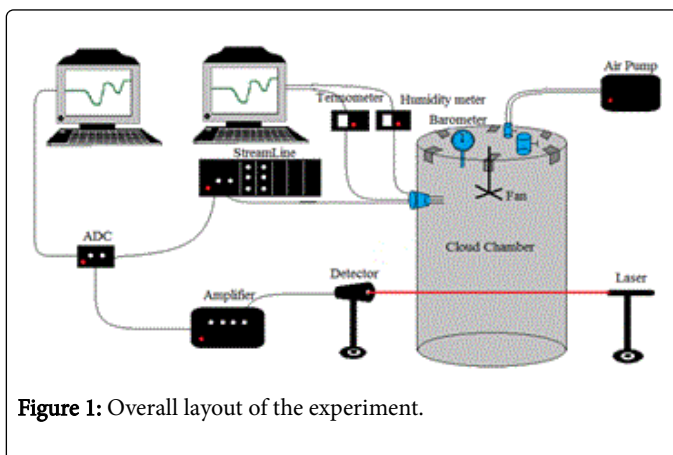 Air Pump
Termometer
Humidity meter
Barometer
StreamLine
Fan
ADC
Cloud Chamber
Detector
Laser
Amplifier
Figure 1: Overall layout of the experiment.